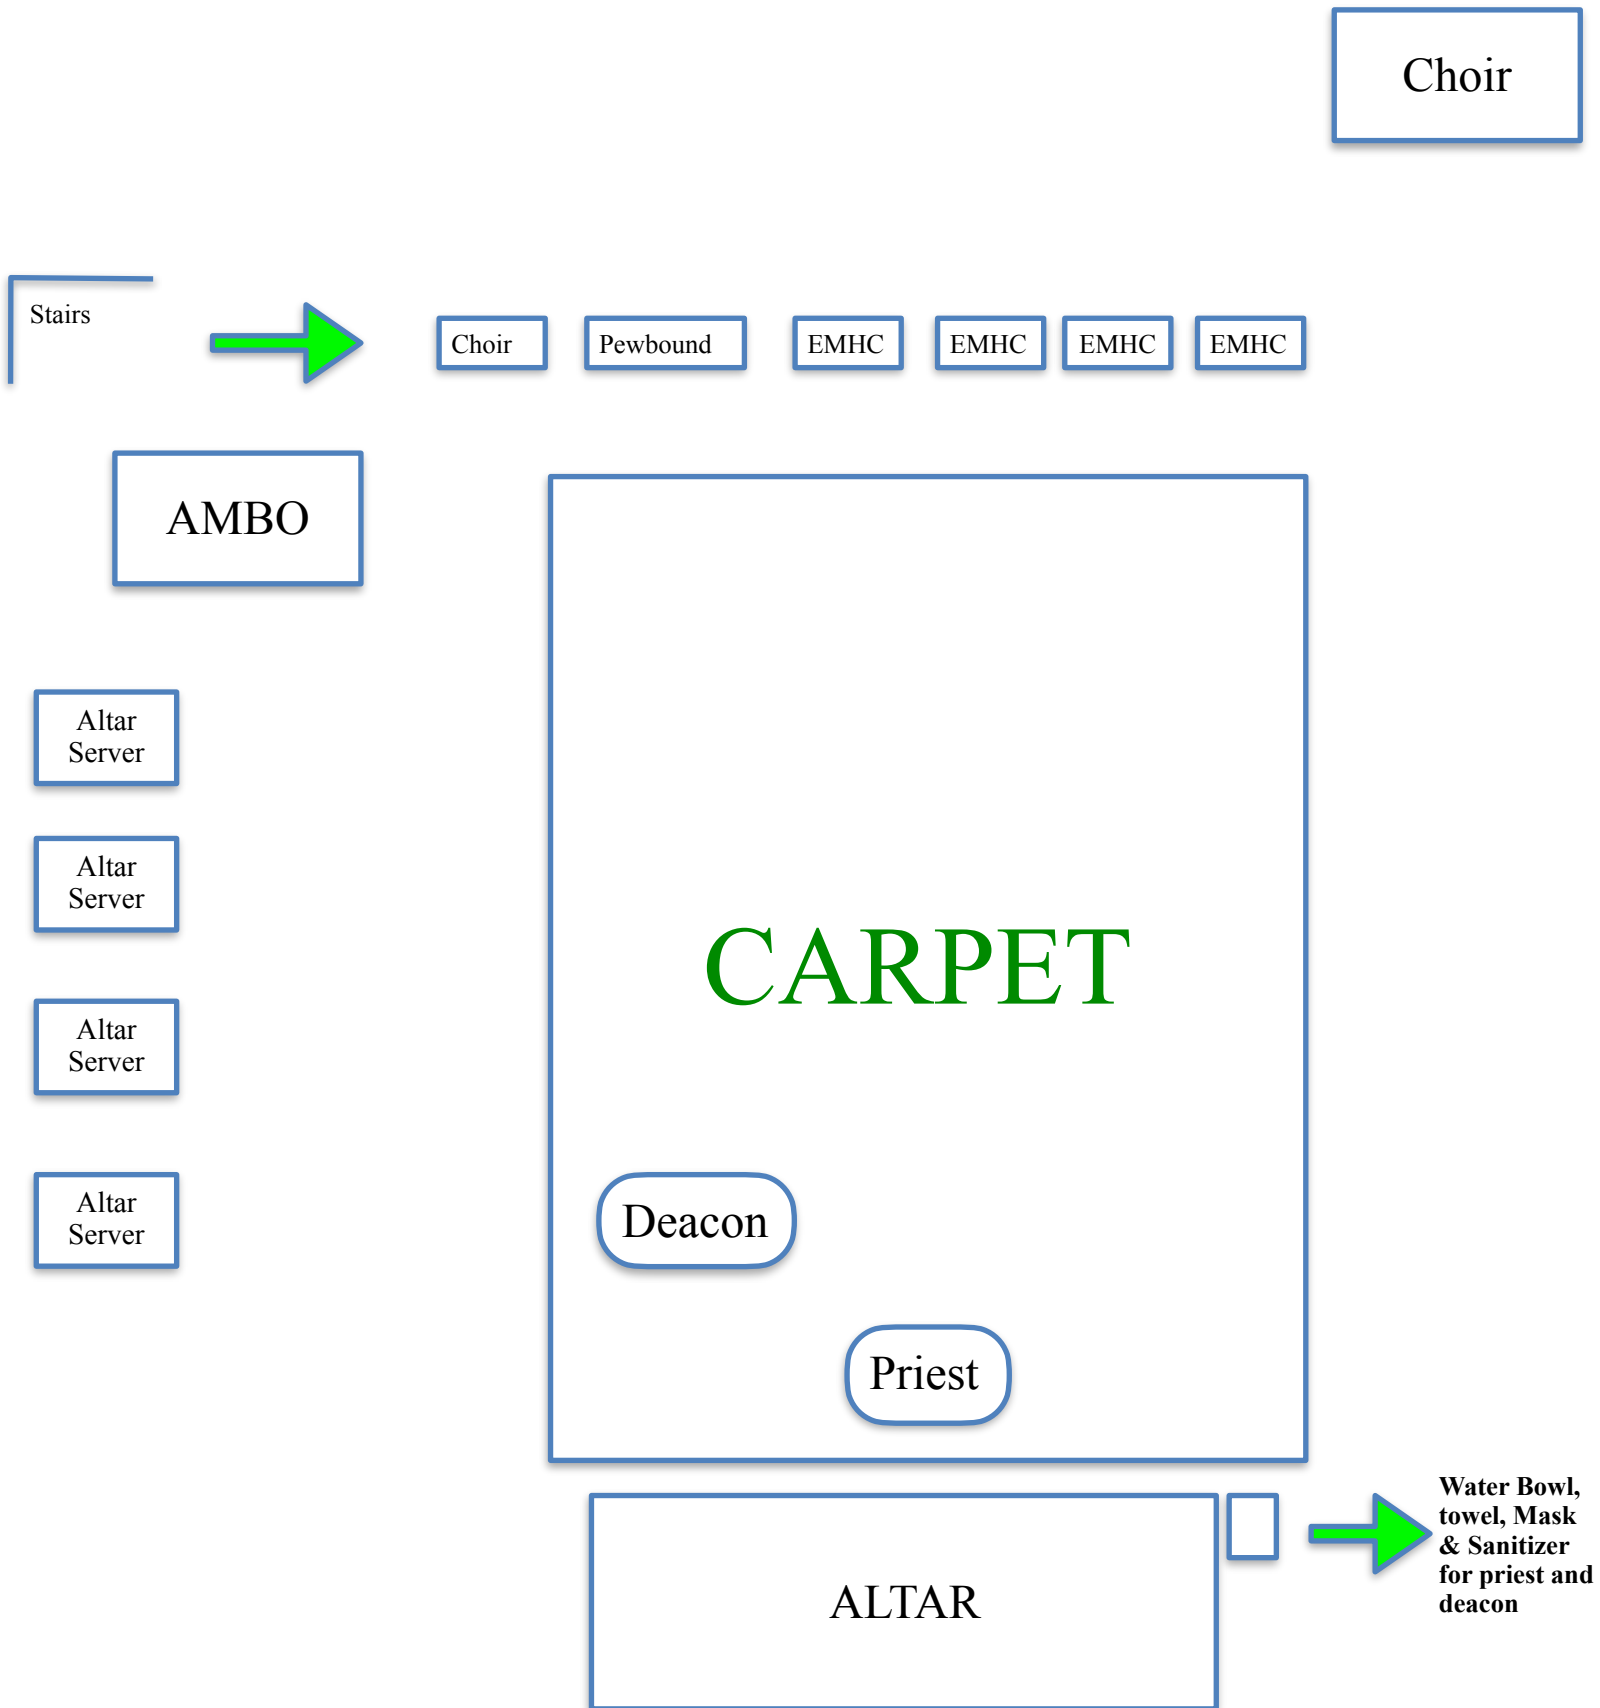 Choir
Stairs
Choir
Pewbound
EMHC
EMHC
EMHC
EMHC
AMBO
Altar
Server
Altar
Server
CARPET
Altar
Server
Altar
Server
Deacon
Priest
Water Bowl,
towel, Mask
& Sanitizer
for priest and
deacon
ALTAR